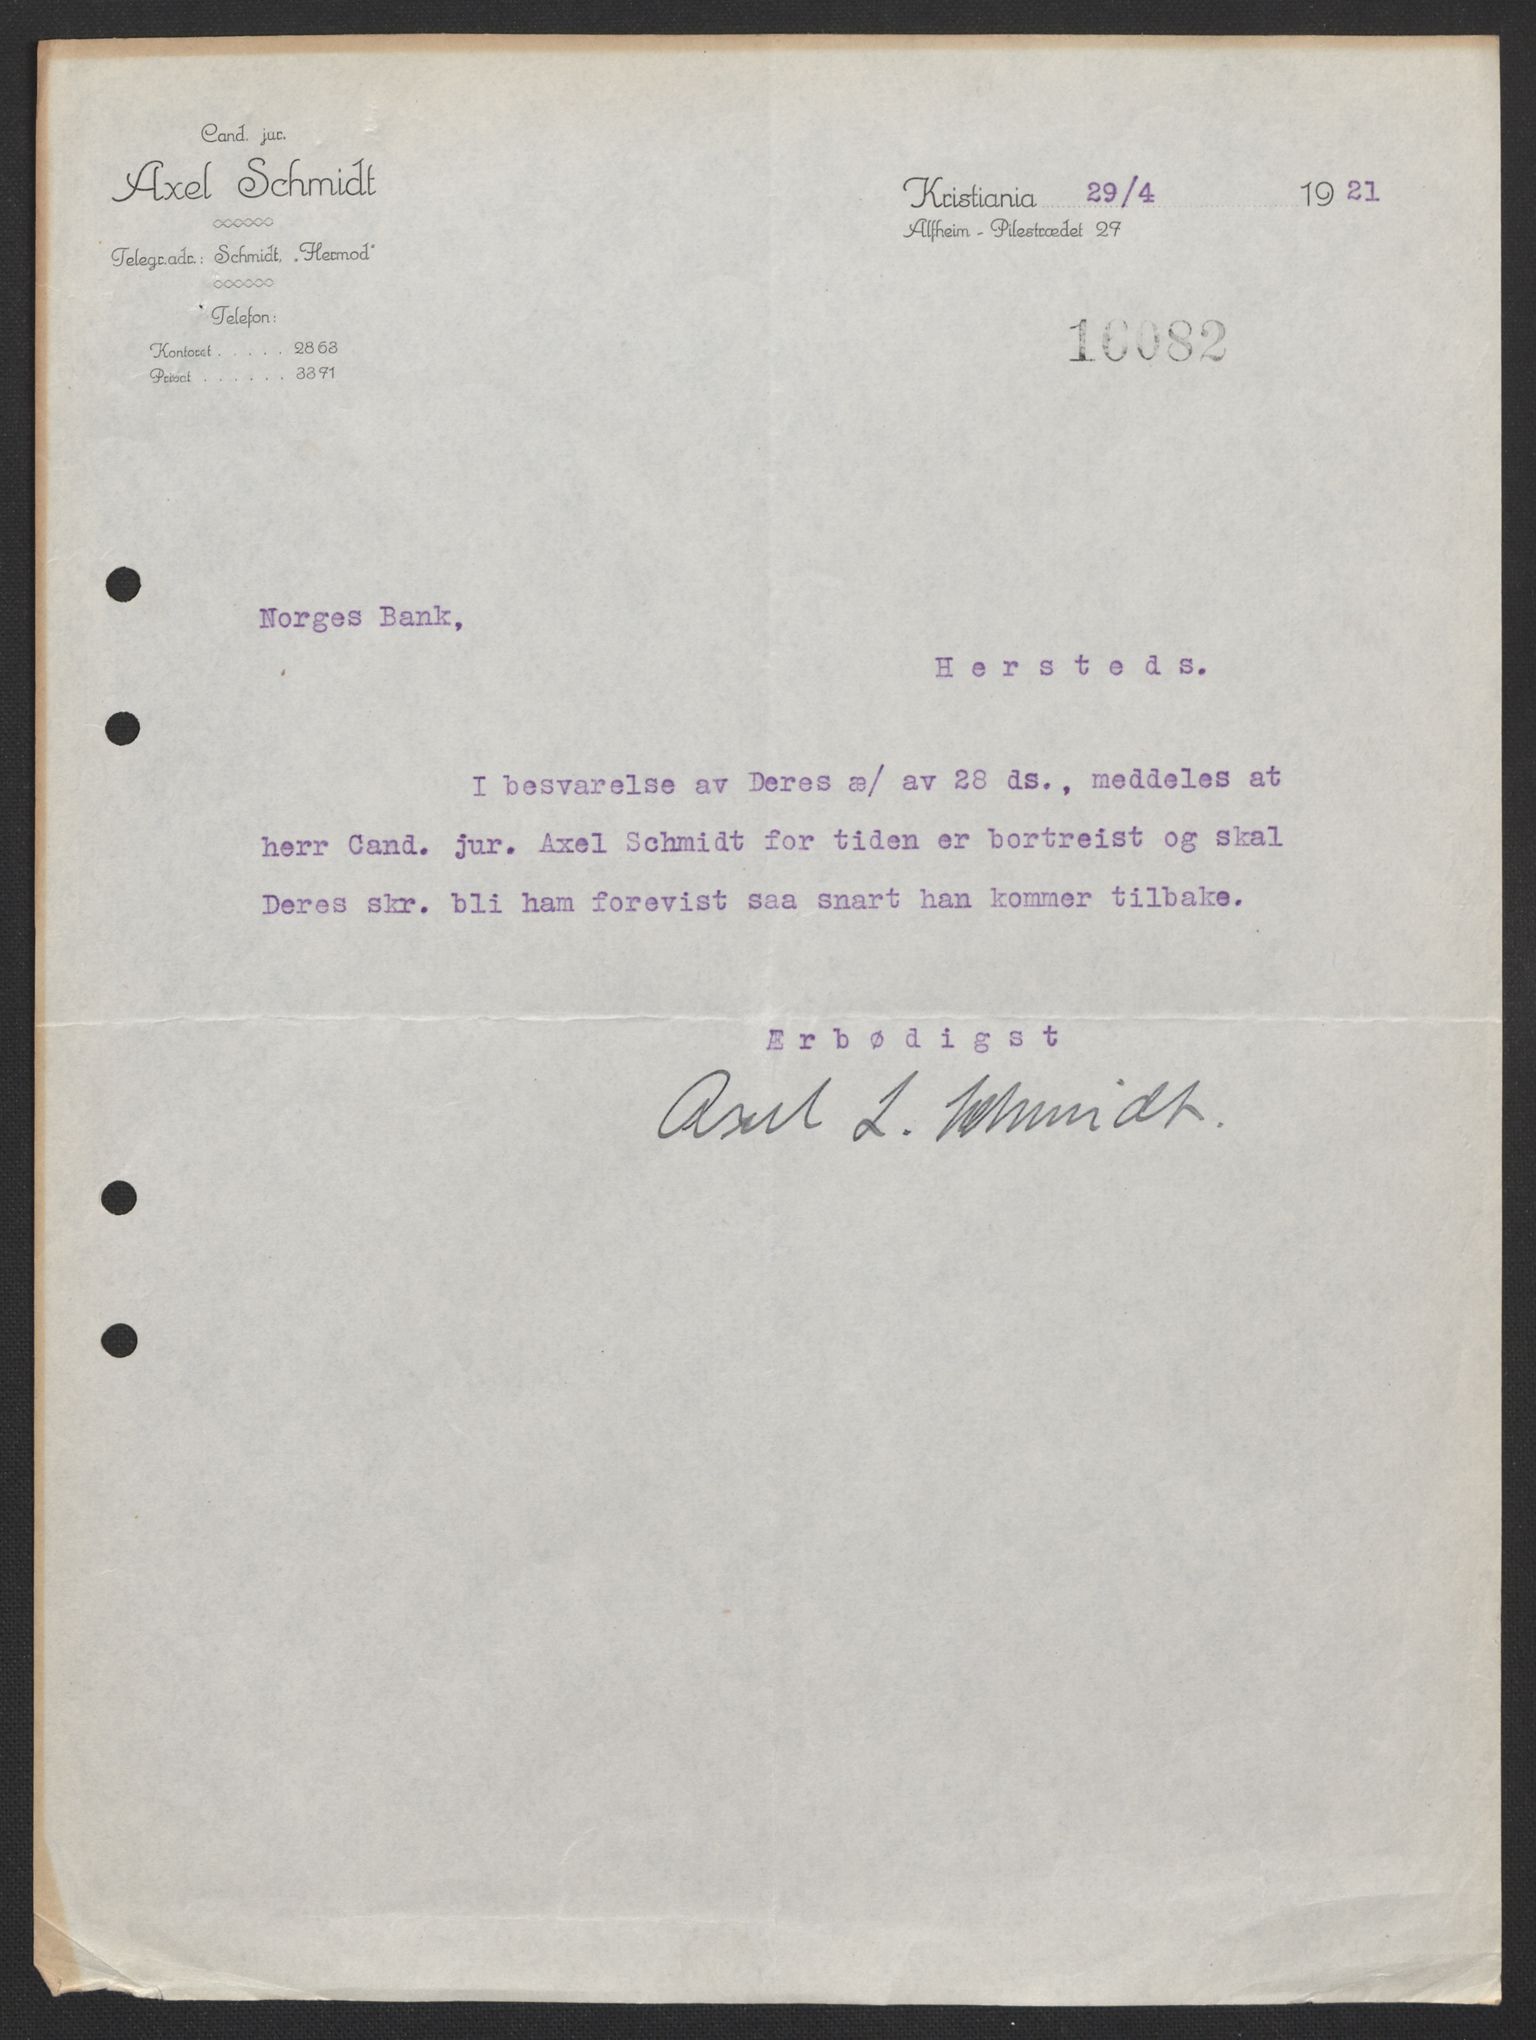 Cand. jur.
Axel Schmidt
Telegr.adr.: Schmidt, „Hermod"
Telefon:
Kontoret . . . . . 2863
Privat . . . . . . 3371
Kristiania 29/4 1921
Alfheim - Pilestrædet 27
16082
Norges Bank,
Hersteds.
I besvarelse av Deres æ/ av 28 ds., meddeles at
herr Cand. jur. Axel Schmidt for tiden er bortreist og skal
Deres skr. bli ham forevist saa snart han kommer tilbake.
Ærbødigst
Axel L. Schmidt.